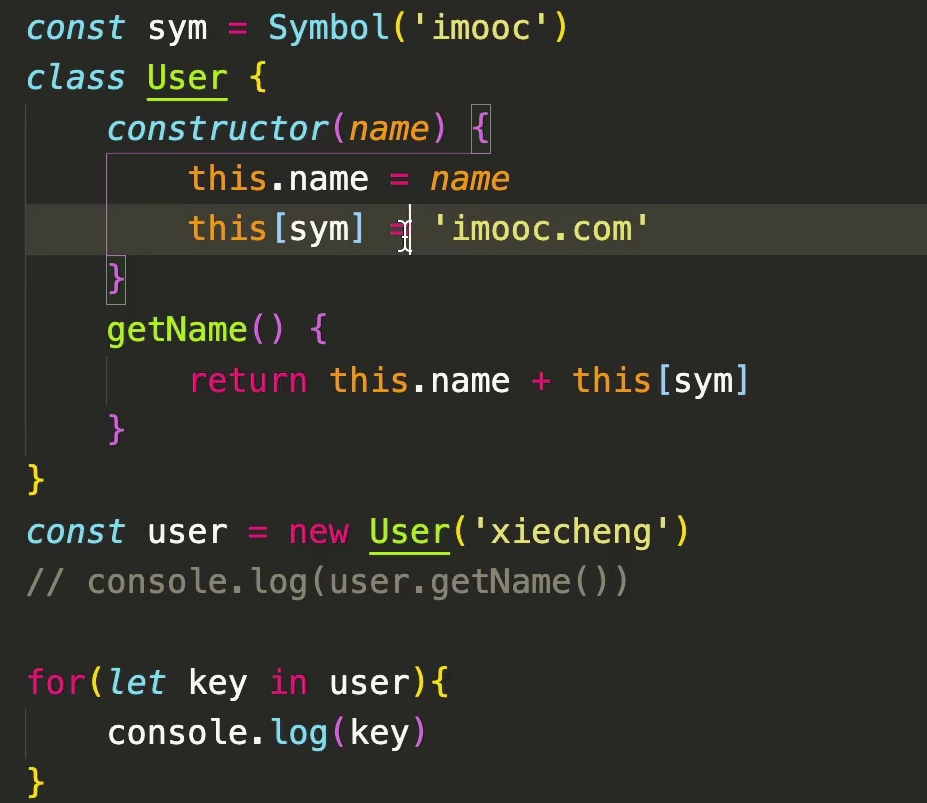 const sym = Symbol('imooc')
class User {
    constructor(name) {
        this.name = name
        this[sym] = 'imooc.com'
    }
    getName() {
        return this.name + this[sym]
    }
}
const user = new User('xiecheng')
// console.log(user.getName())

for(let key in user){
    console.log(key)
}